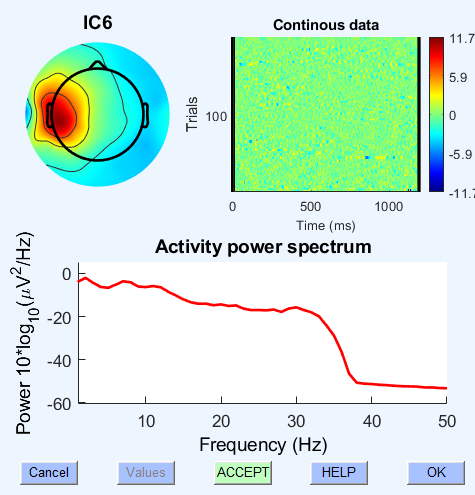 IC6
Continous data
Trials
100
11.7
5.9
0
-5.9
-11.7
0
500
1000
Time (ms)
Activity power spectrum
Power 10*log10(μV2/Hz)
0
-20
-40
-60
10
20
30
40
50
Frequency (Hz)
Cancel
Values
ACCEPT
HELP
OK